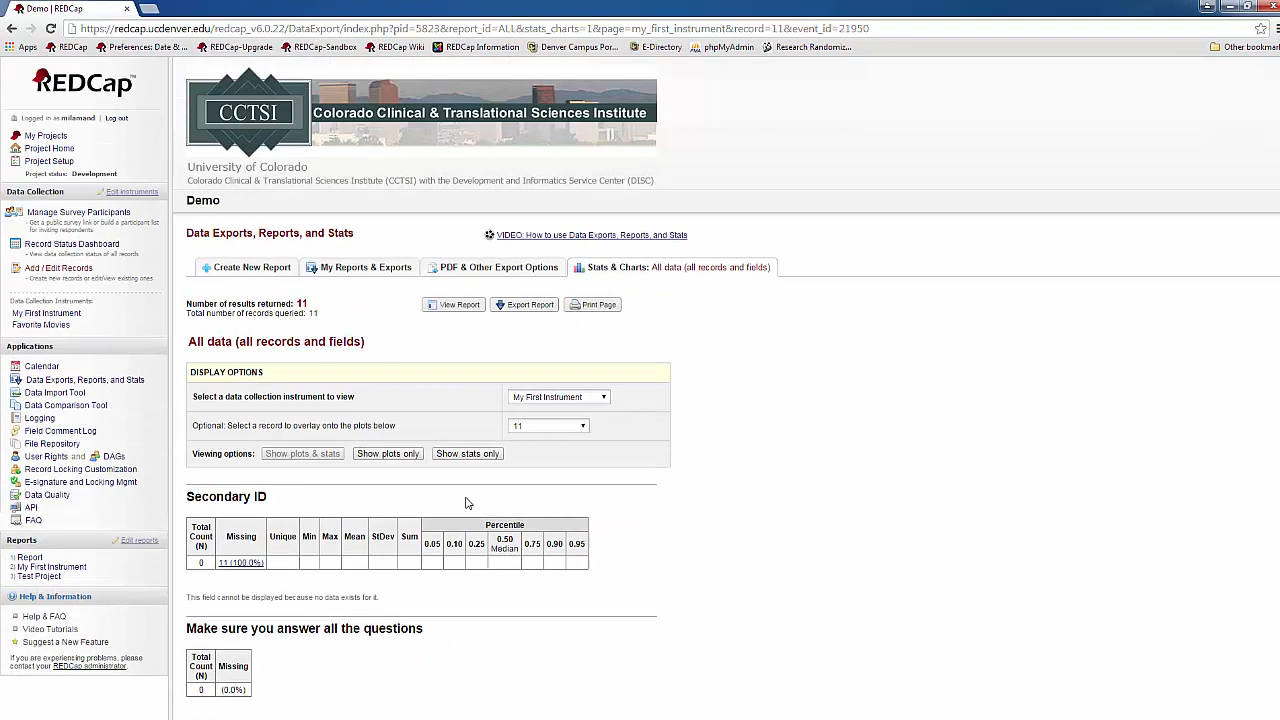 Demo | REDCap
https://redcap.ucdenver.edu/redcap_v6.0.22/DataExport/index.php?pid=5823&report_id=ALL&stats_charts=1&page=my_first_instrument&record=11&event_id=21950
Apps REDCap Preferences: Date &... REDCap-Upgrade REDCap-Sandbox REDCap Wiki REDCap Information Denver Campus Por... E-Directory phpMyAdmin Research Randomiz... Other bookmark
REDCap
Logged in as milamand | Log out
My Projects
Project Home
Project Setup
Project status: Development
Data Collection Edit instruments
Manage Survey Participants
- Get a public survey link or build a participant list for inviting respondents
Record Status Dashboard
- View data collection status of all records
Add / Edit Records
- Create new records or edit/view existing ones
Data Collection Instruments:
My First Instrument
Favorite Movies
Applications
Calendar
Data Exports, Reports, and Stats
Data Import Tool
Data Comparison Tool
Logging
Field Comment Log
File Repository
User Rights and DAGs
Record Locking Customization
E-signature and Locking Mgmt
Data Quality
API
FAQ
Reports Edit reports
1) Report
2) My First Instrument
3) Test Project
Help & Information
Help & FAQ
Video Tutorials
Suggest a New Feature
If you are experiencing problems, please
contact your REDCap administrator.
CCTSI
Colorado Clinical & Translational Sciences Institute
University of Colorado
Colorado Clinical & Translational Sciences Institute (CCTSI) with the Development and Informatics Service Center (DISC)
Demo
Data Exports, Reports, and Stats
VIDEO: How to use Data Exports, Reports, and Stats
Create New Report My Reports & Exports PDF & Other Export Options Stats & Charts: All data (all records and fields)
Number of results returned: 11
Total number of records queried: 11
View Report Export Report Print Page
All data (all records and fields)
DISPLAY OPTIONS
Select a data collection instrument to view My First Instrument
Optional: Select a record to overlay onto the plots below 11
Viewing options: Show plots & stats Show plots only Show stats only
Secondary ID
Total Count (N) Missing Unique Min Max Mean StDev Sum Percentile
0.05 0.10 0.25 0.50 Median 0.75 0.90 0.95
0 11 (100.0%)
This field cannot be displayed because no data exists for it.
Make sure you answer all the questions
Total Count (N) Missing
0 (0.0%)